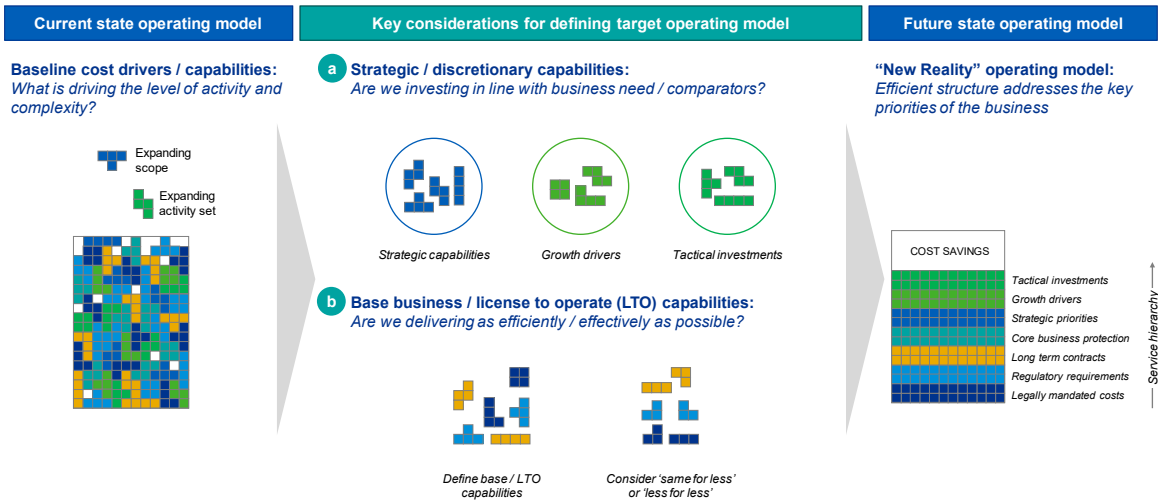 Current state operating model
Key considerations for defining target operating model
Future state operating model
Baseline cost drivers / capabilities:
What is driving the level of activity and
complexity?
Expanding
scope
Expanding
activity set
a
Strategic / discretionary capabilities:
Are we investing in line with business need / comparators?
Strategic capabilities
Growth drivers
Tactical investments
b
Base business / license to operate (LTO) capabilities:
Are we delivering as efficiently / effectively as possible?
Define base / LTO
capabilities
Consider ‘same for less’
or ‘less for less’
“New Reality” operating model:
Efficient structure addresses the key
priorities of the business
COST SAVINGS
Tactical investments
Growth drivers
Strategic priorities
Core business protection
Long term contracts
Regulatory requirements
Legally mandated costs
Service hierarchy